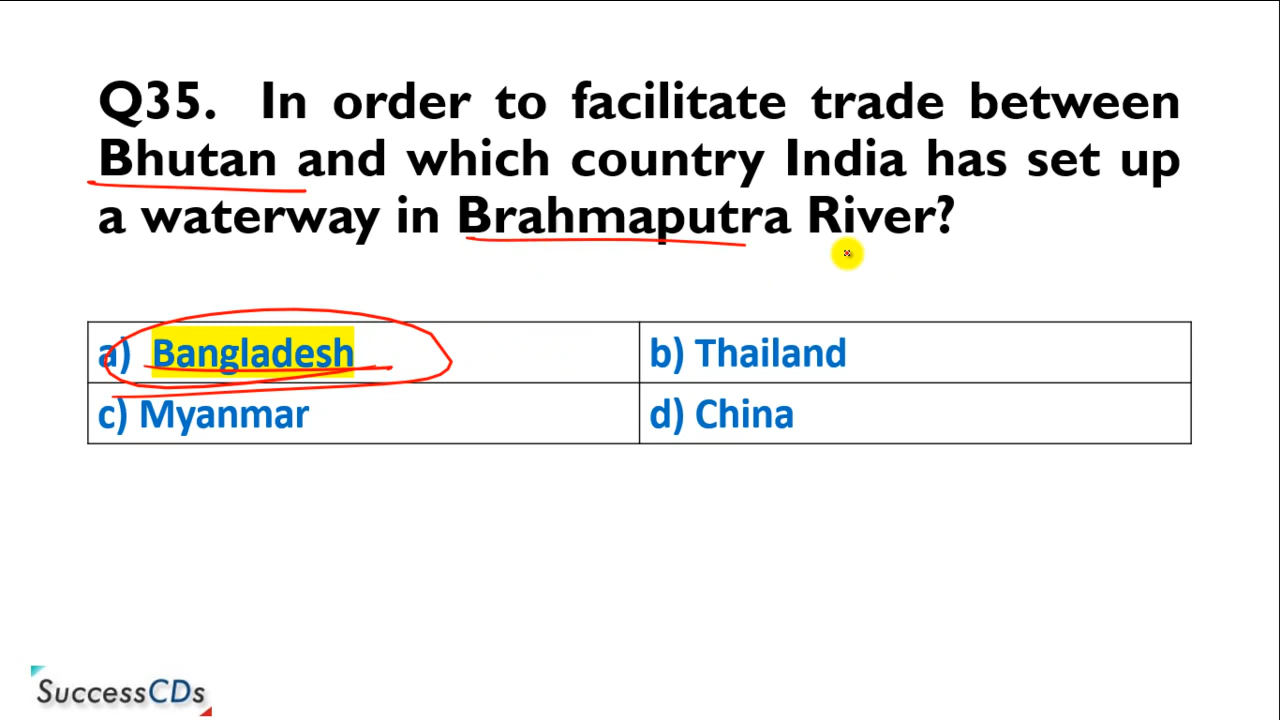 Q35. In order to facilitate trade between
Bhutan and which country India has set up
a waterway in Brahmaputra River?
a) Bangladesh
b) Thailand
c) Myanmar
d) China
SuccessCDs